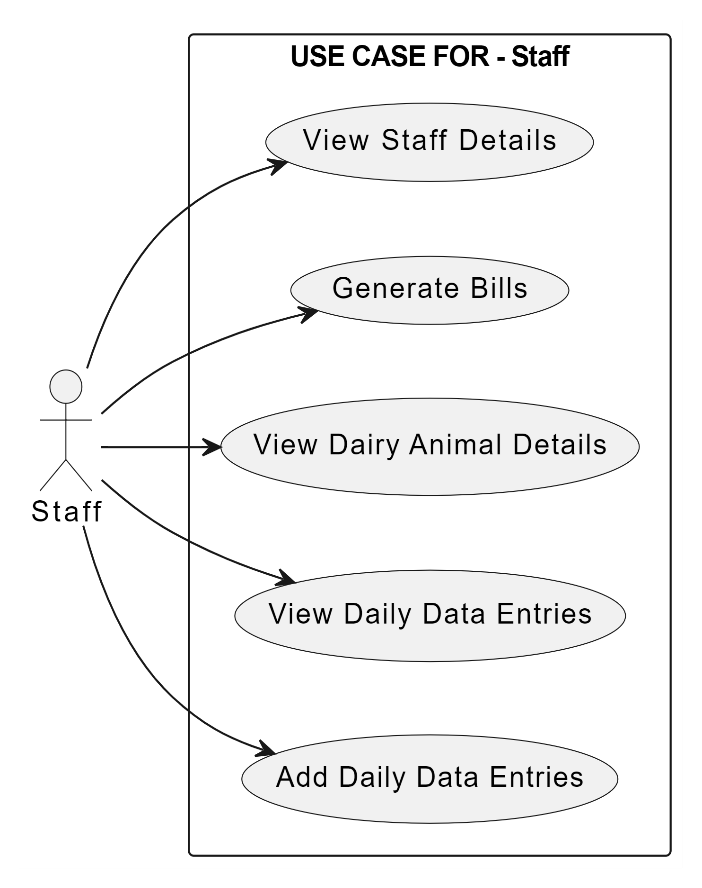 USE CASE FOR - Staff
View Staff Details
Generate Bills
View Dairy Animal Details
Staff
View Daily Data Entries
Add Daily Data Entries